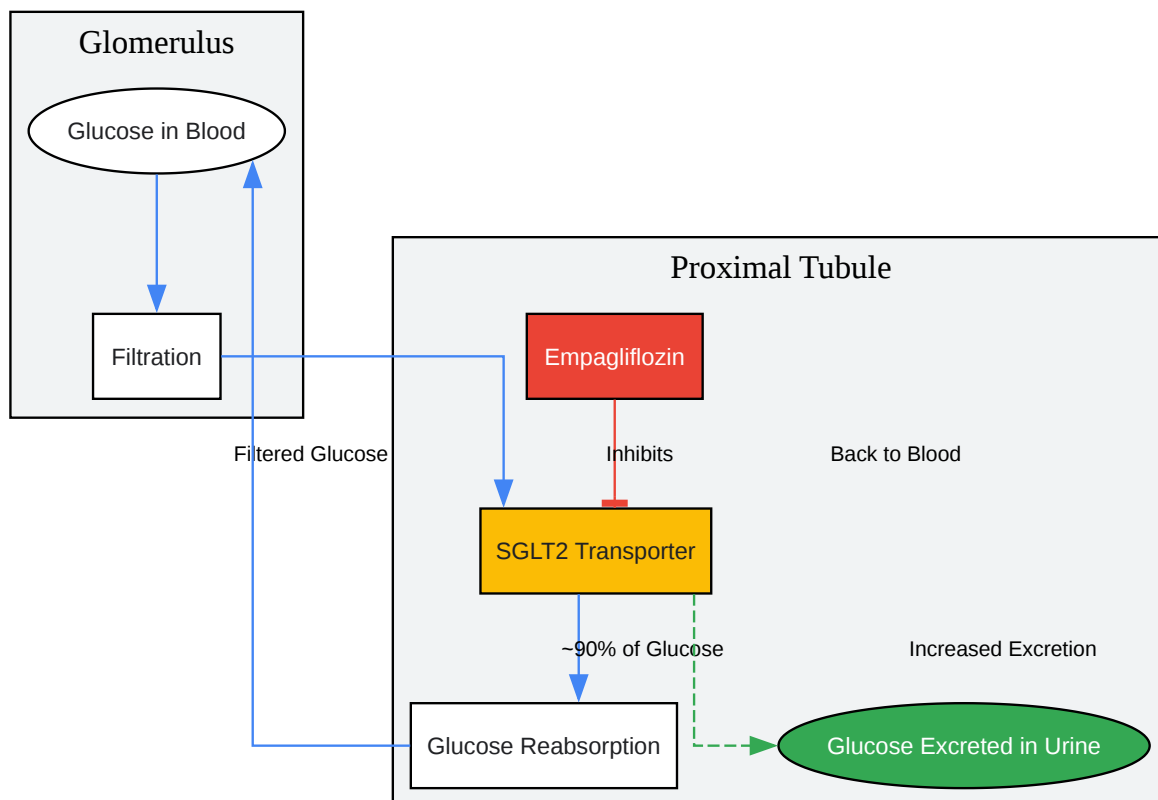 Glomerulus
Glucose in Blood
Proximal Tubule
Filtration
Empagliflozin
Filtered Glucose
Inhibits
Back to Blood
SGLT2 Transporter
~90% of Glucose
Increased Excretion
Glucose Reabsorption
Glucose Excreted in Urine